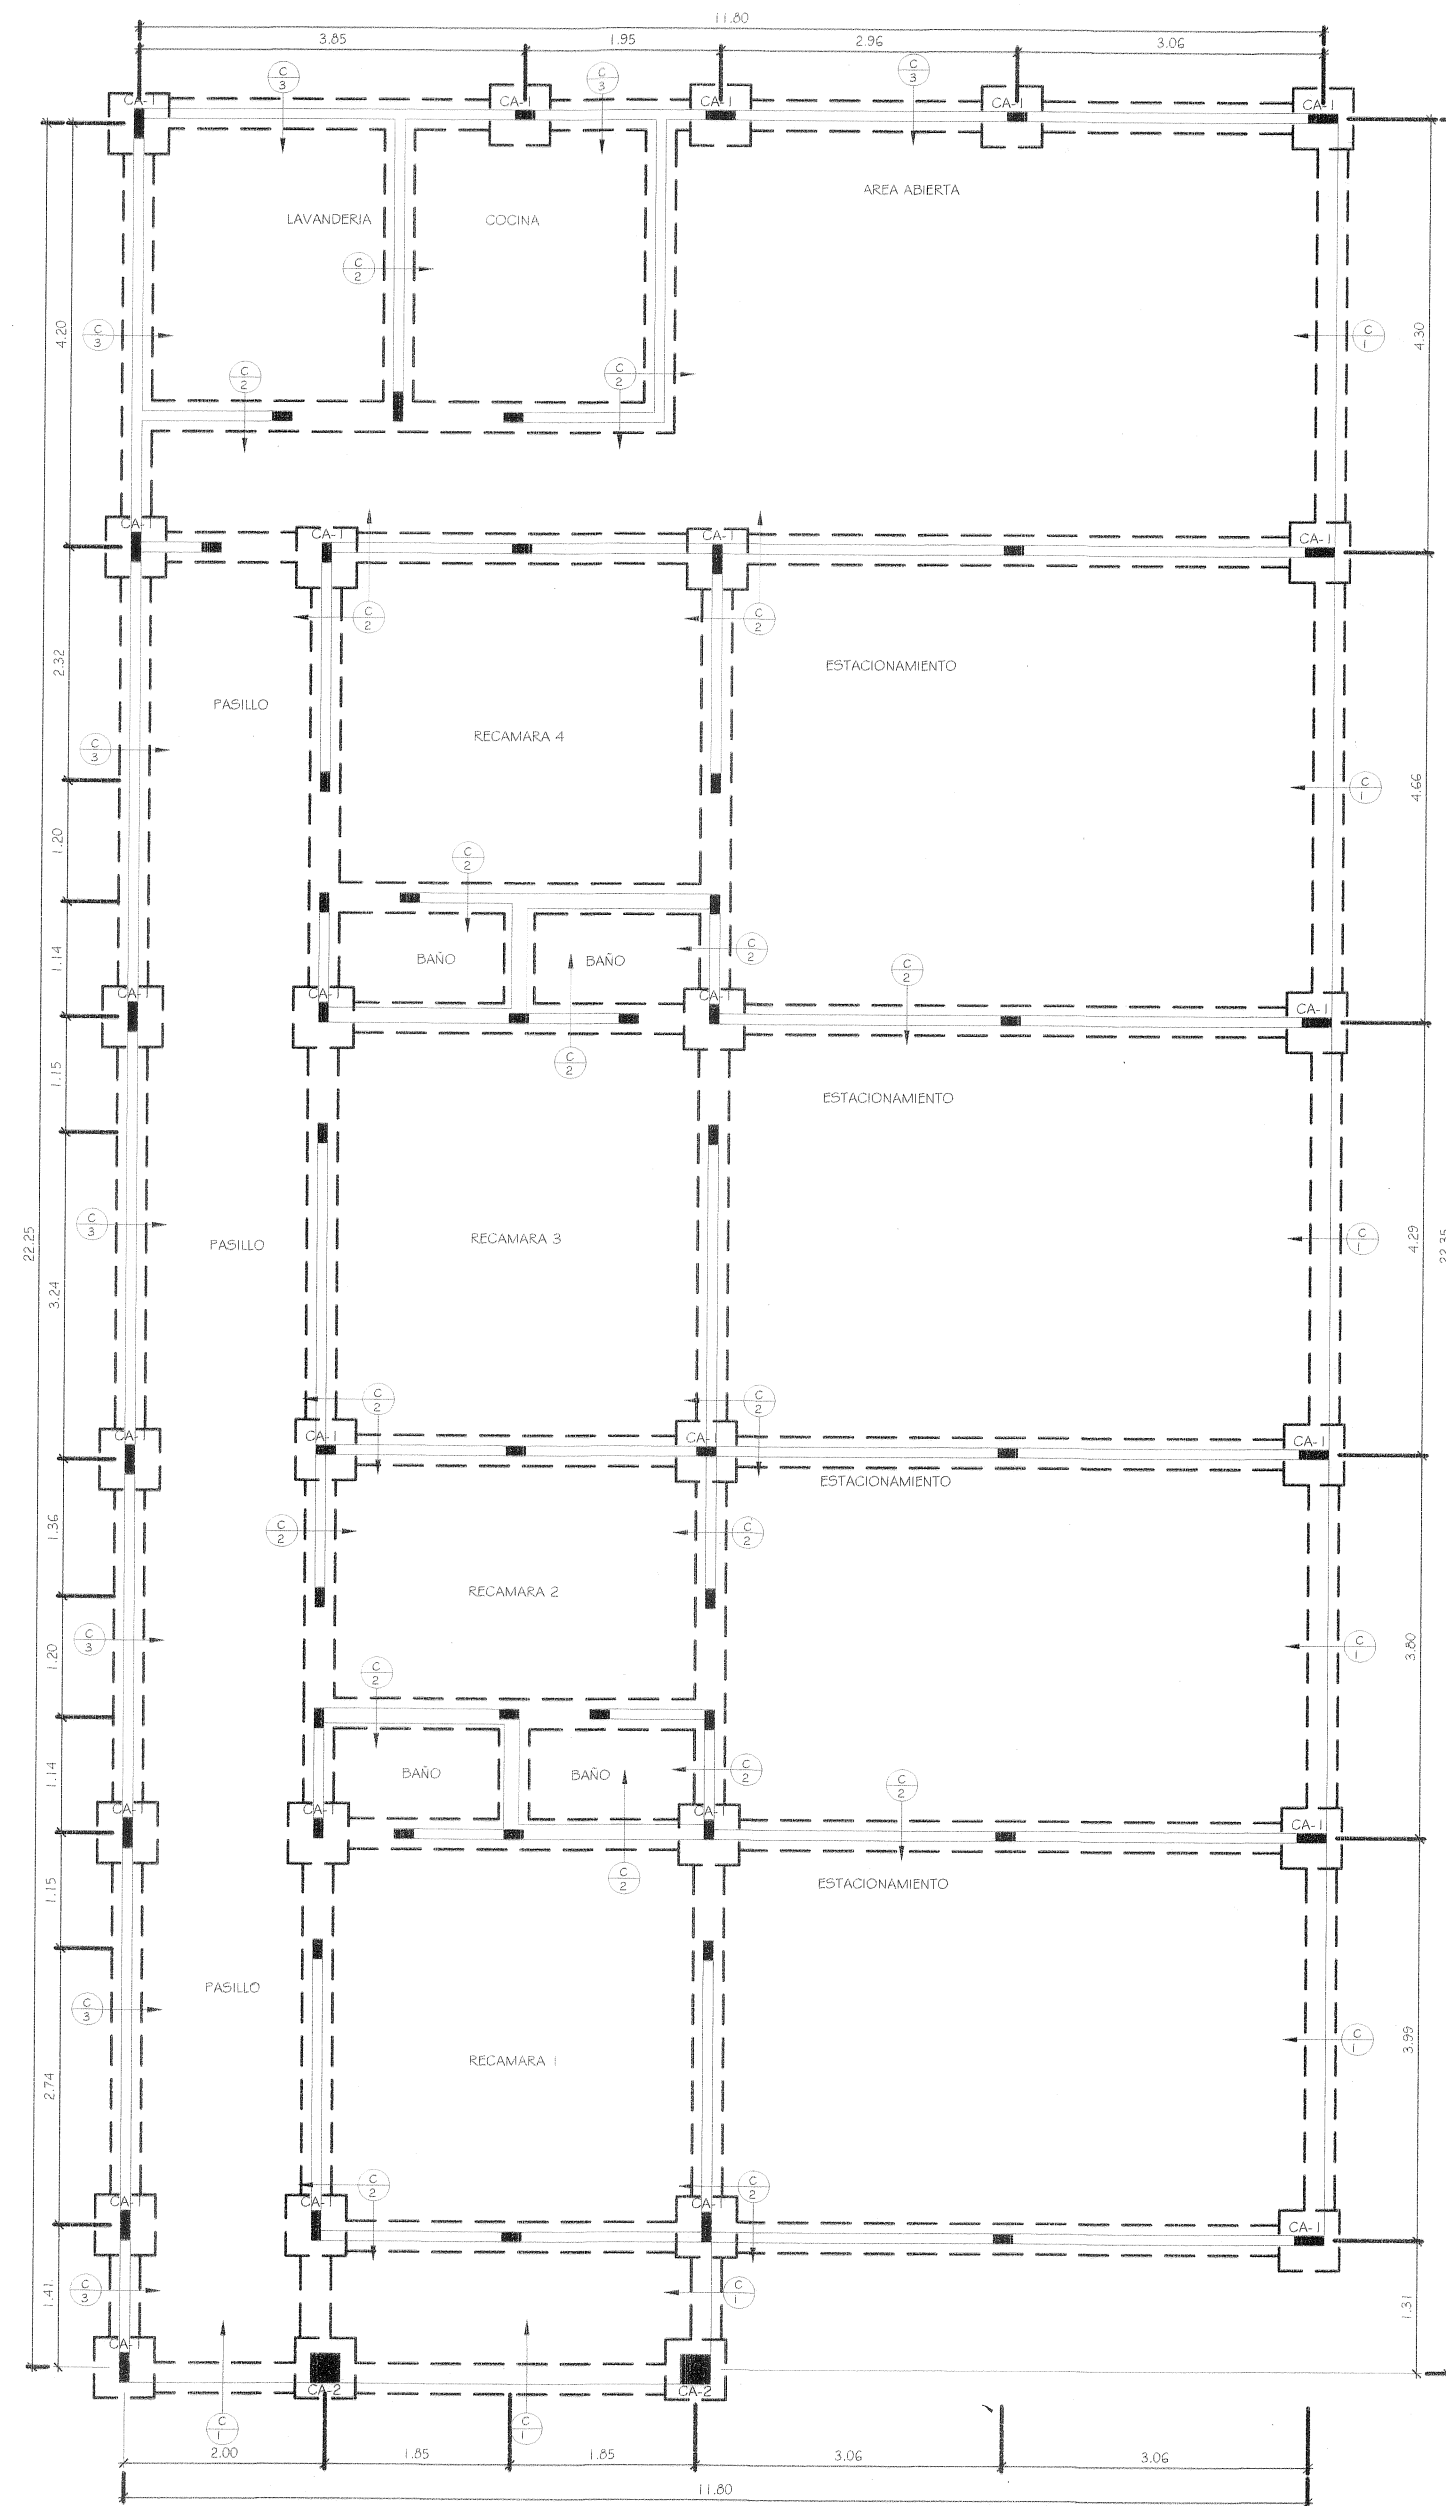 11.80
3.85 1.95 2.96 3.06
C 3 C 3 C 3
CA-1 CA-1 CA-1 CA-1 CA-1
AREA ABIERTA
LAVANDERIA COCINA
C 2
4.20 C 3 C 1 4.30
C 2 C 2
CA-1 CA-1 CA-1 CA-1
C 2 C 2
2.32 ESTACIONAMIENTO
PASILLO
RECAMARA 4
C 3
C 1 4.66
1.20
C 2
1.14 BAÑO BAÑO C 2 C 2
CA-1 CA-1 CA-1 CA-1
1.15 C 2
ESTACIONAMIENTO
22.25 C 3 PASILLO RECAMARA 3 C 1 4.29
3.24
C 2 C 2
CA-1 CA-1 CA-1 CA-1
ESTACIONAMIENTO
1.36 C 2 C 2
RECAMARA 2
1.20 C 3 C 1 3.80
C 2
1.14 BAÑO BAÑO C 2 C 2
CA-1 CA-1 CA-1 CA-1
1.15 C 2 ESTACIONAMIENTO
PASILLO
C 3 C 1 3.99
2.74 RECAMARA 1
C 2 C 2
CA-1 CA-1 CA-1 CA-1
1.41 C 3 C 1 1.31
CA-1 CA-2 CA-2
C 1 C 1
2.00 1.85 1.85 3.06 3.06
11.80